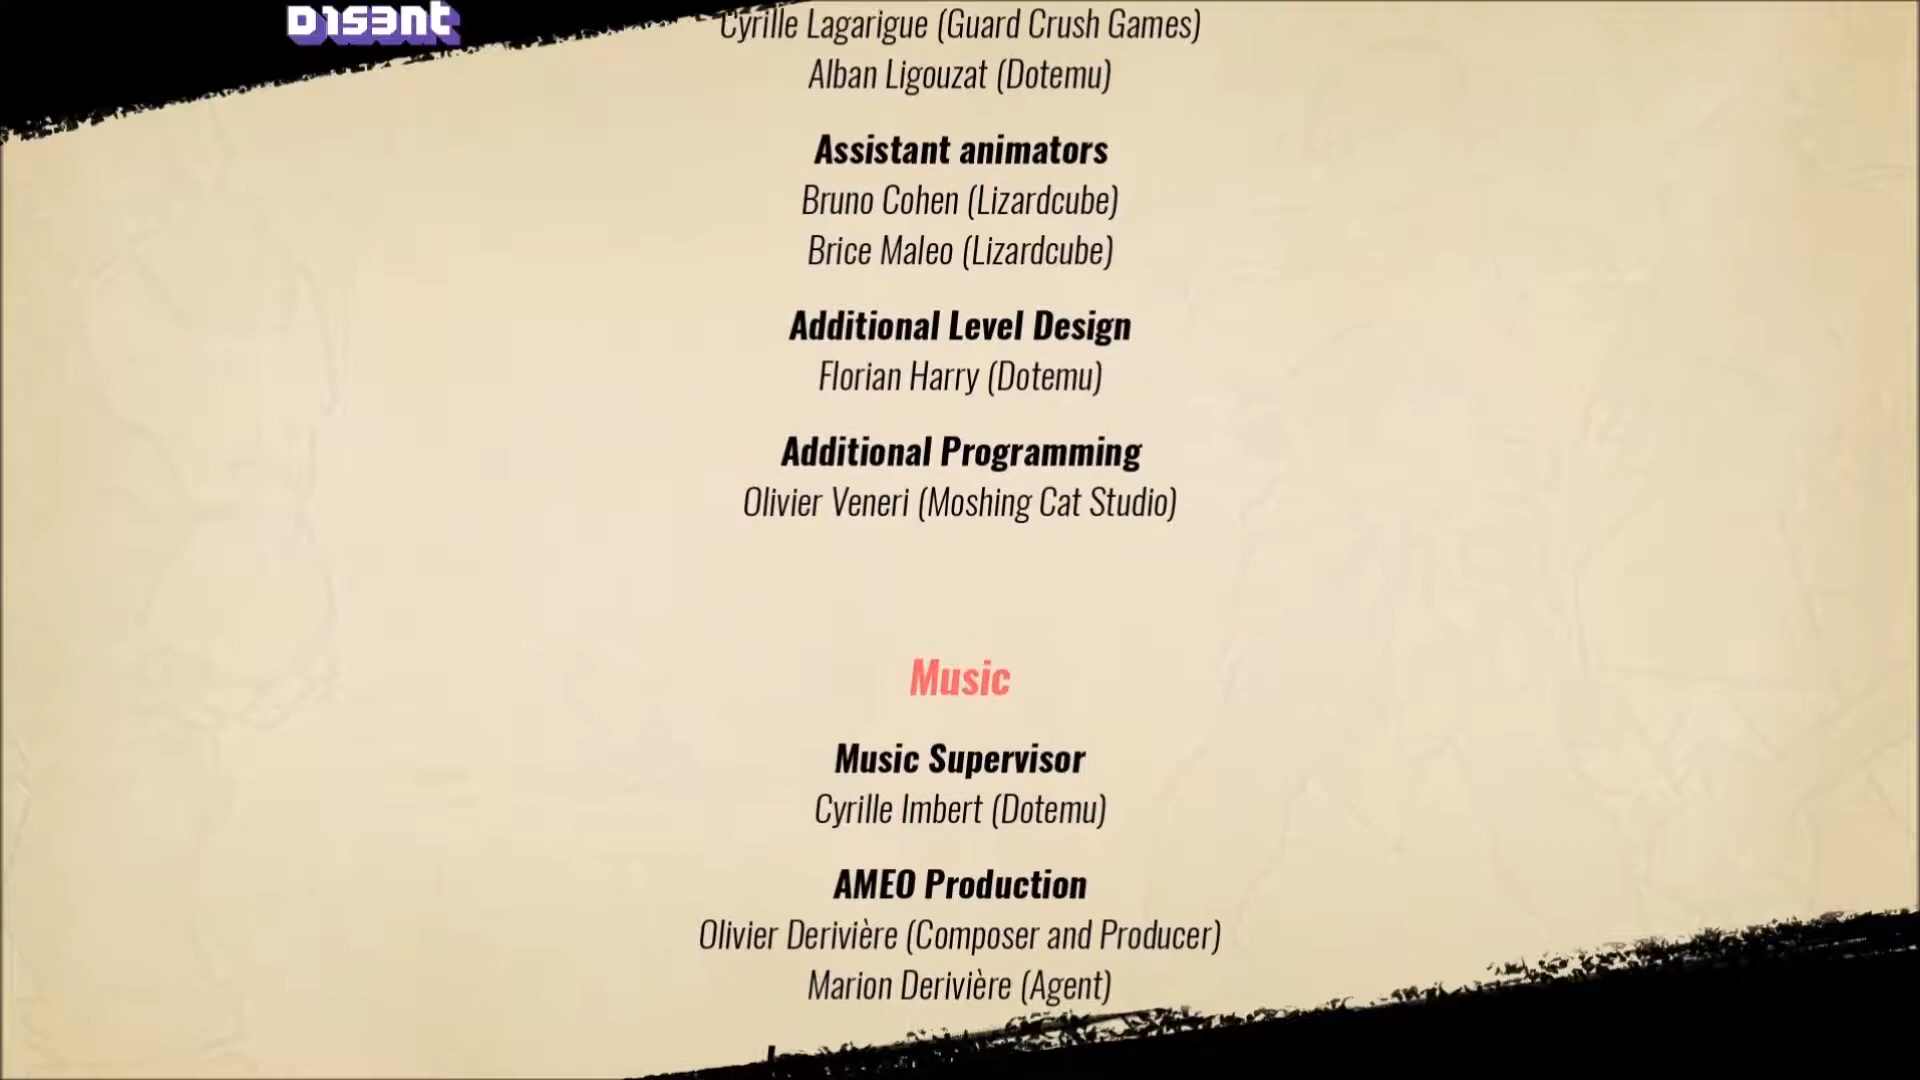 D1s3nt
Cyrille Lagarigue (Guard Crush Games)
Alban Ligouzat (Dotemu)
Assistant animators
Bruno Cohen (Lizardcube)
Brice Maleo (Lizardcube)
Additional Level Design
Florian Harry (Dotemu)
Additional Programming
Olivier Veneri (Moshing Cat Studio)
Music
Music Supervisor
Cyrille Imbert (Dotemu)
AMEO Production
Olivier Derivière (Composer and Producer)
Marion Derivière (Agent)